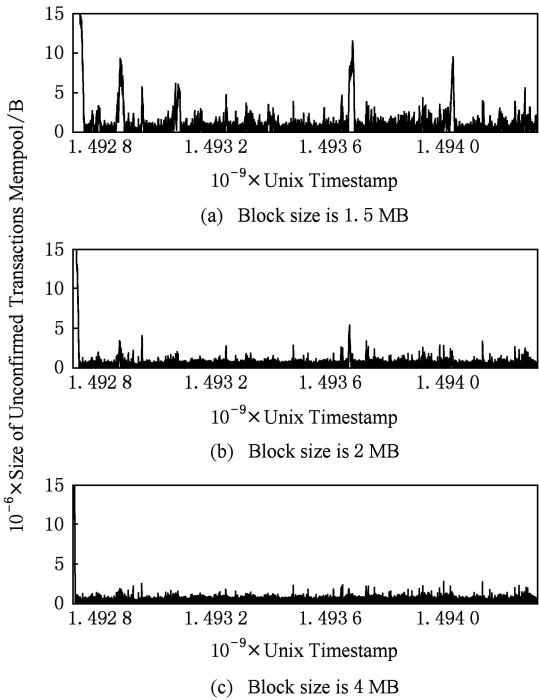 10⁻⁶×Size of Unconfirmed Transactions Mempool/B
15
10
5
0
1.492 8 1.493 2 1.493 6 1.494 0
10⁻⁹×Unix Timestamp
(a) Block size is 1.5 MB
15
10
5
0
1.492 8 1.493 2 1.493 6 1.494 0
10⁻⁹×Unix Timestamp
(b) Block size is 2 MB
15
10
5
0
1.492 8 1.493 2 1.493 6 1.494 0
10⁻⁹×Unix Timestamp
(c) Block size is 4 MB